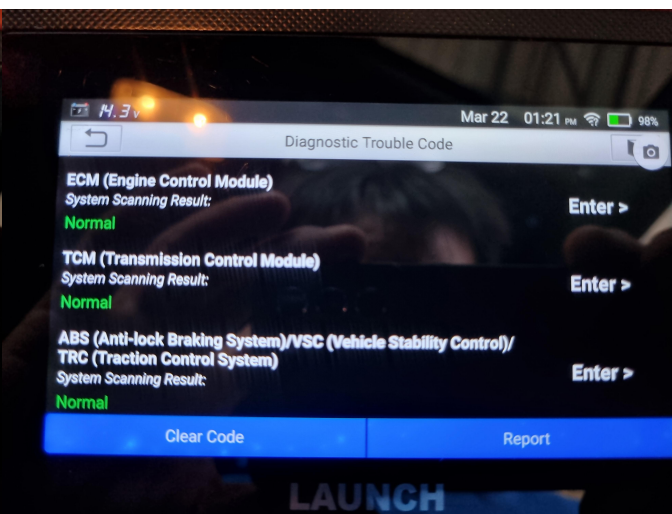 14.3 v
Mar 22 01:21 PM 98%
Diagnostic Trouble Code
ECM (Engine Control Module)
System Scanning Result:
Enter >
Normal
TCM (Transmission Control Module)
System Scanning Result:
Enter >
Normal
ABS (Anti-lock Braking System)/VSC (Vehicle Stability Control)/
TRC (Traction Control System)
System Scanning Result:
Enter >
Normal
Clear Code
Report
LAUNCH